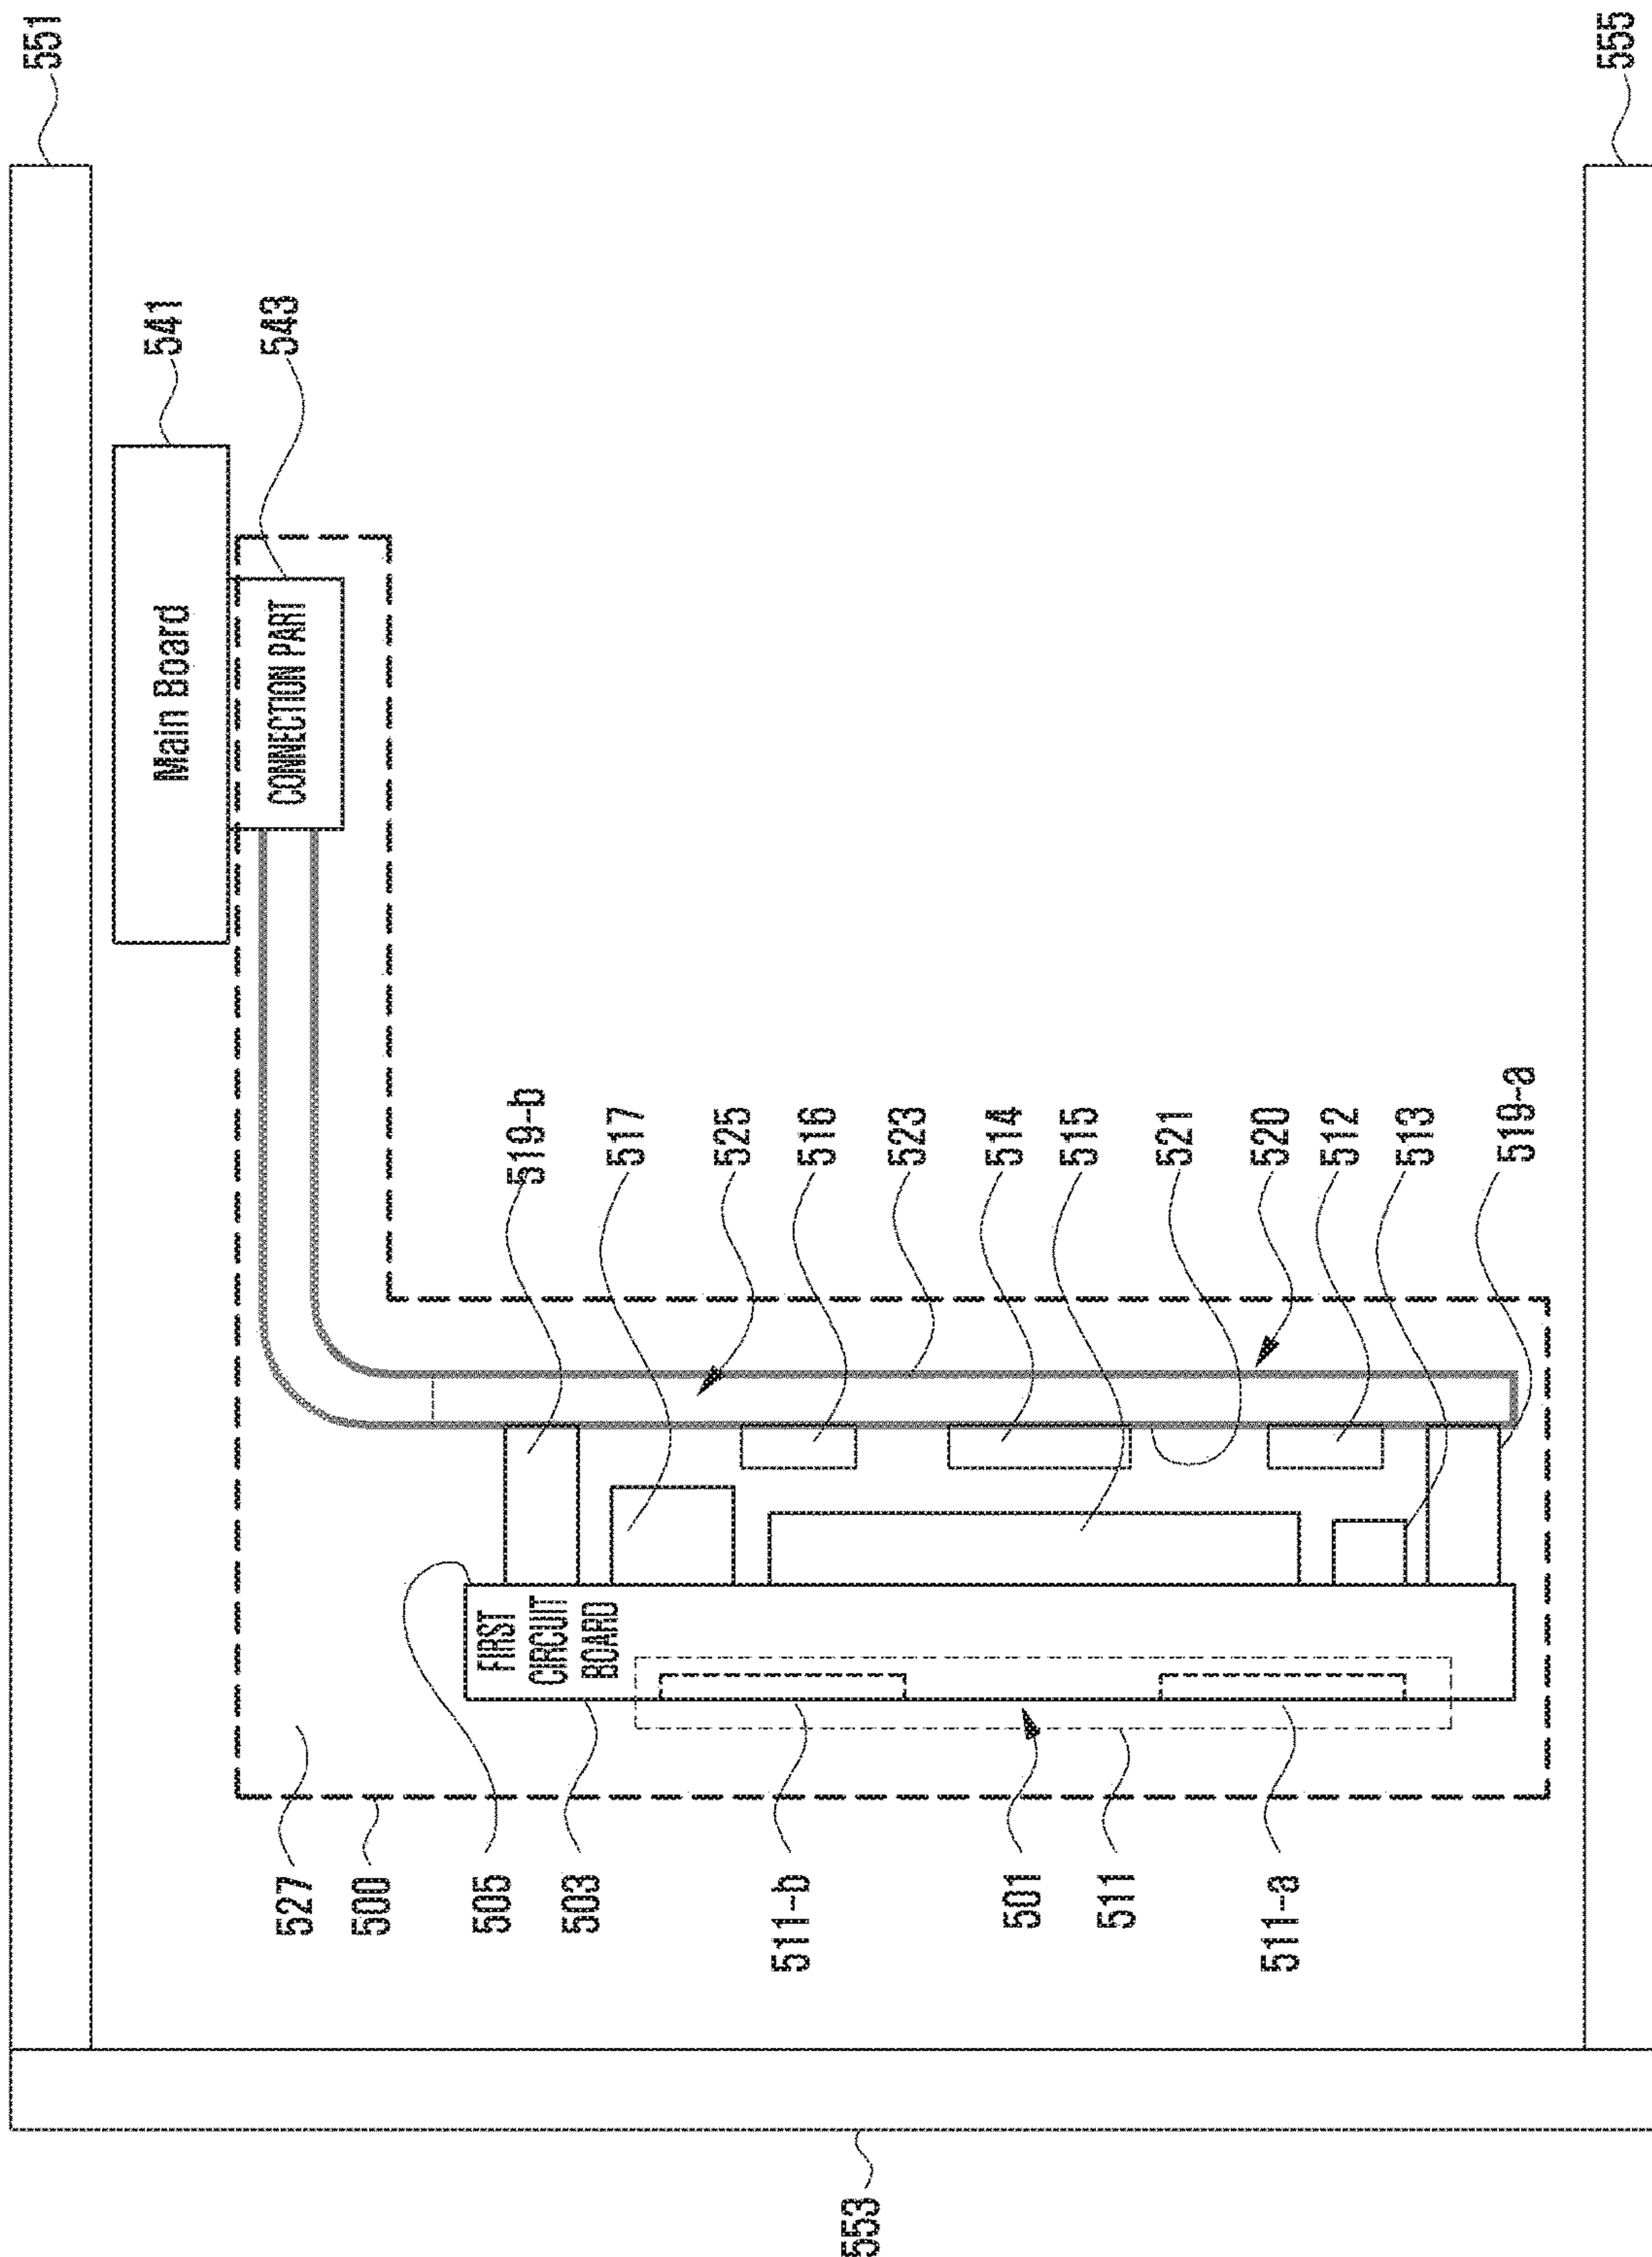 551
555
541
543
Main Board
CONNECTION PART
519-b
517
525
516
523
514
515
521
520
512
513
519-a
FIRST
CIRCUIT
BOARD
527
500
505
503
511-b
501
511
511-a
553